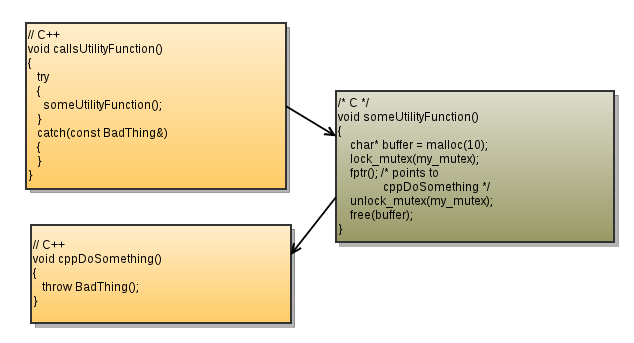 // C++
void callsUtilityFunction()
{
try
{
someUtilityFunction();
}
catch(const BadThing&)
{
}
}
/* C */
void someUtilityFunction()
{
char* buffer = malloc(10);
lock_mutex(my_mutex);
fptr(); /* points to
cppDoSomething */
unlock_mutex(my_mutex);
free(buffer);
}
// C++
void cppDoSomething()
{
throw BadThing();
}